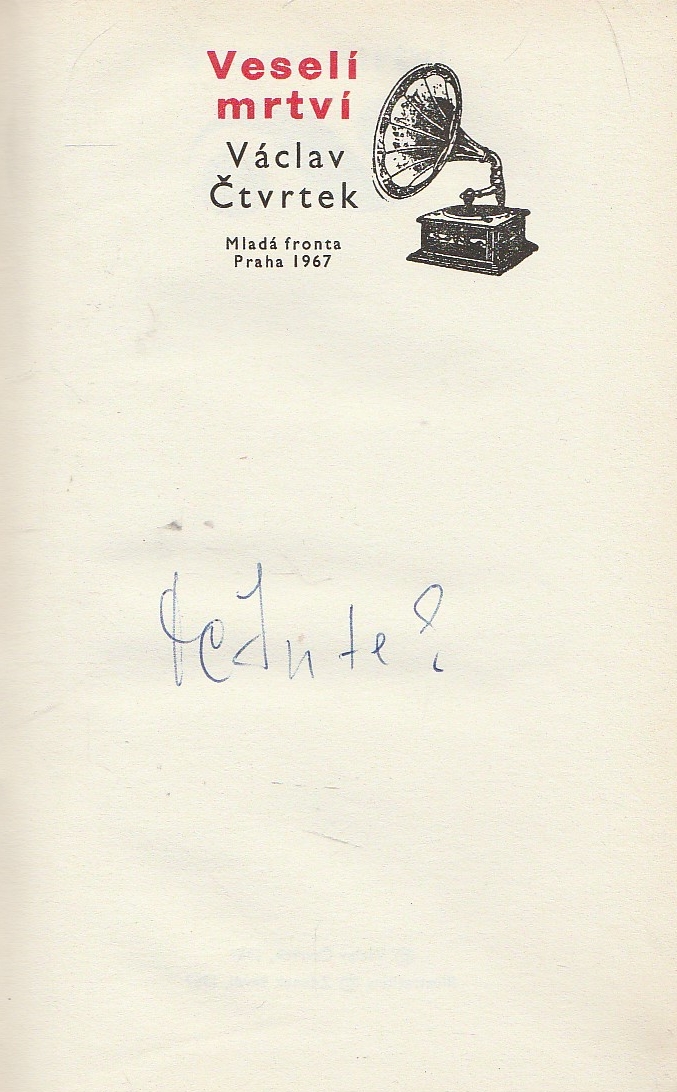 Veselí
mrtví
Václav
Čtvrtek
Mladá fronta
Praha 1967